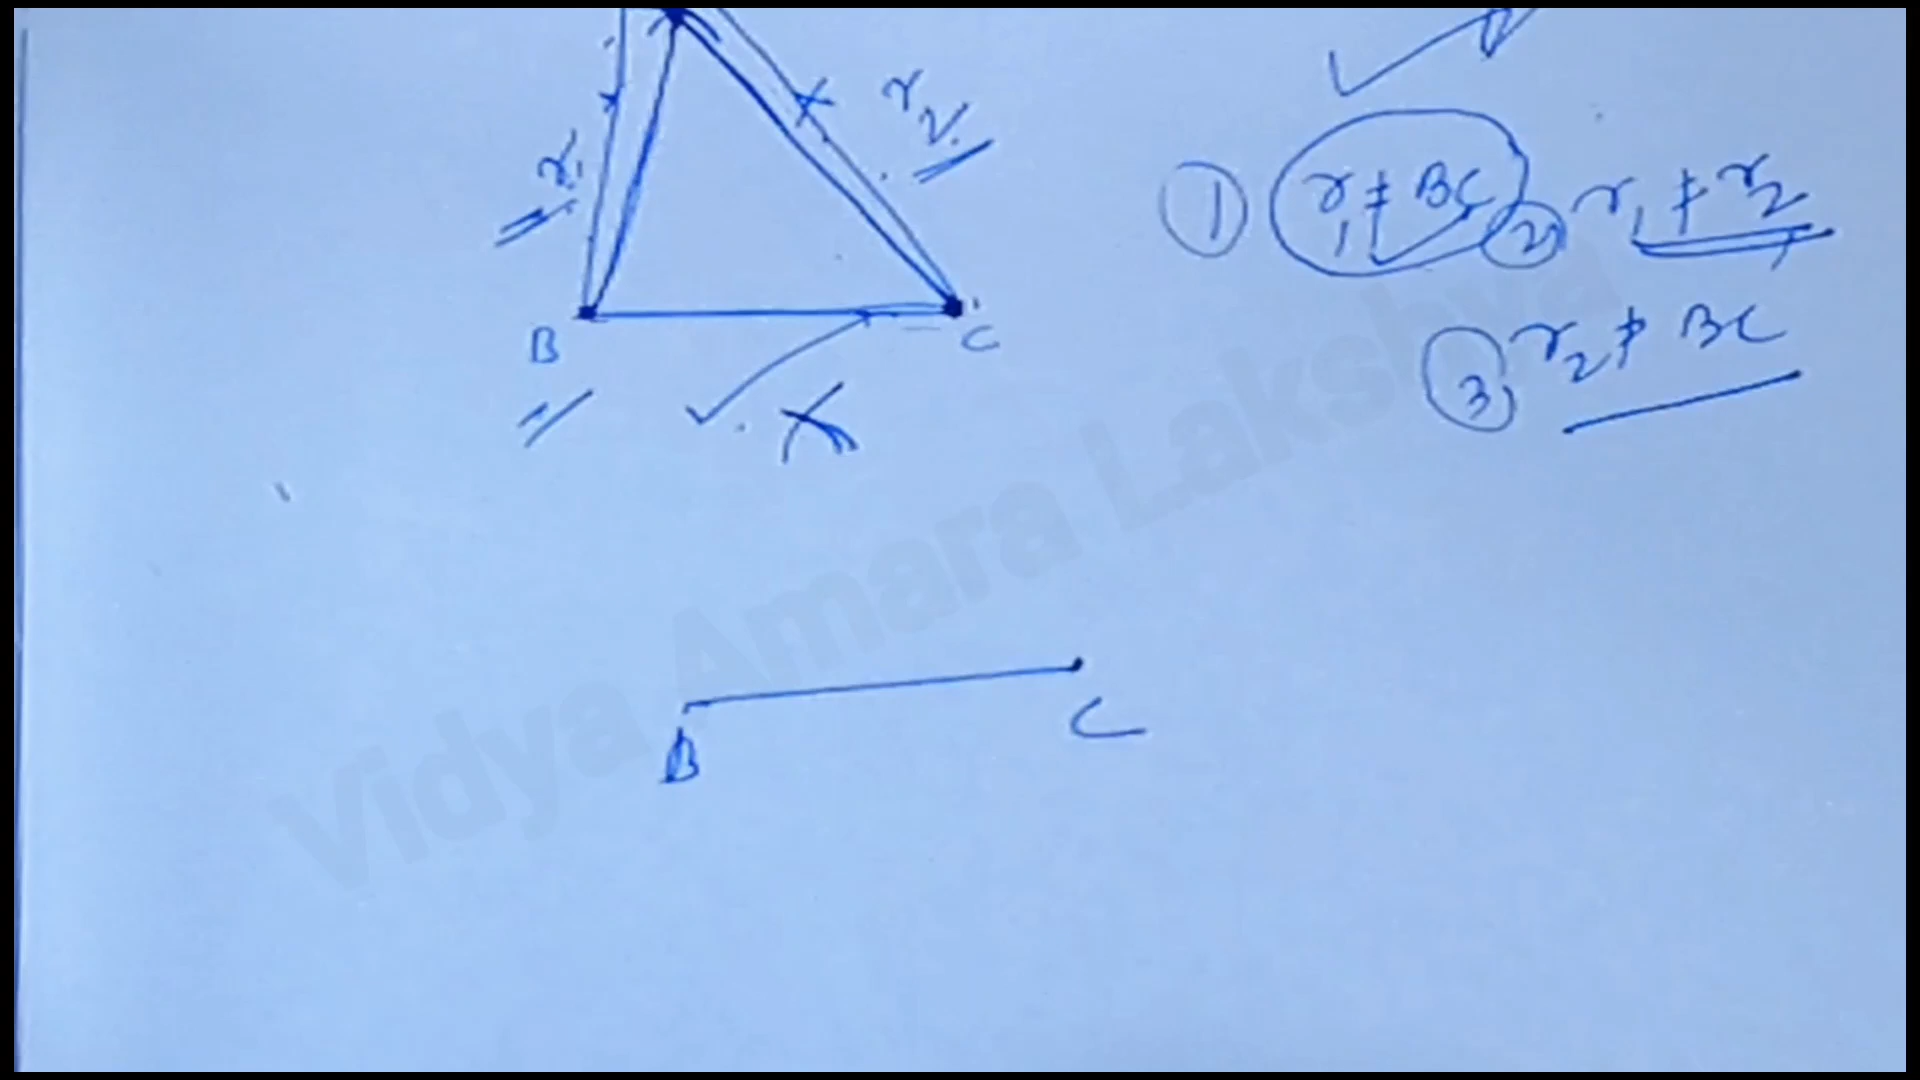 r₁
r₂
① r₁ ≠ BC ② r₁ ≠ r₂
B C
③ r₂ ≠ BC
Vidya Amara Lakshya
B C